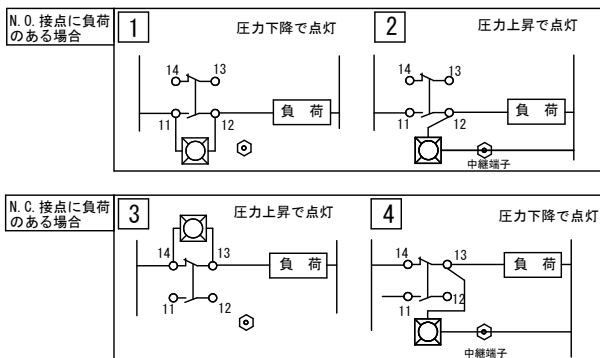 N.O.接点に負荷
のある場合
1
圧力下降で点灯
14 13
11 12
負 荷
2
圧力上昇で点灯
14 13
11 12
負 荷
中継端子
N.C.接点に負荷
のある場合
3
圧力上昇で点灯
14 13
負 荷
11 12
4
圧力下降で点灯
14 13
負 荷
11 12
中継端子